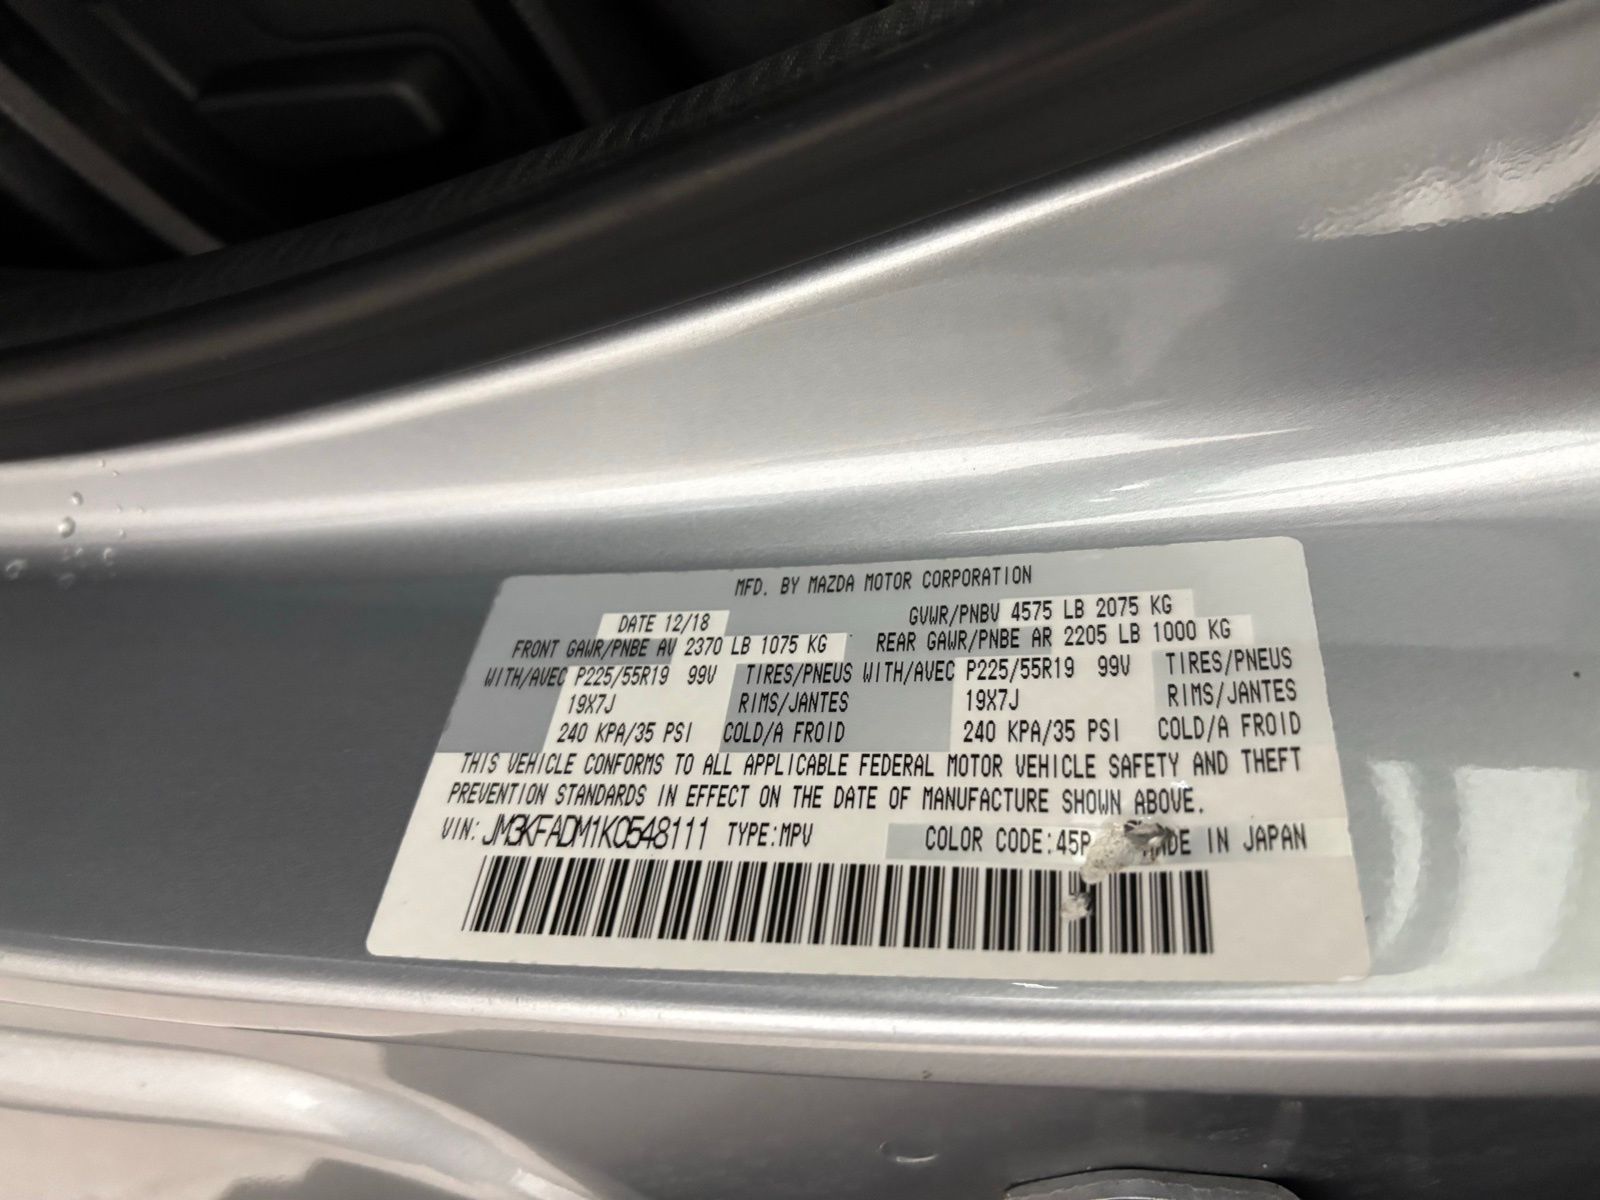 MFD. BY MAZDA MOTOR CORPORATION
DATE 12/18 GVWR/PNBV 4575 LB 2075 KG
FRONT GAWR/PNBE AV 2370 LB 1075 KG REAR GAWR/PNBE AR 2205 LB 1000 KG
WITH/AVEC P225/55R19 99V TIRES/PNEUS WITH/AVEC P225/55R19 99V TIRES/PNEUS
19X7J RIMS/JANTES 19X7J RIMS/JANTES
240 KPA/35 PSI COLD/A FROID 240 KPA/35 PSI COLD/A FROID
THIS VEHICLE CONFORMS TO ALL APPLICABLE FEDERAL MOTOR VEHICLE SAFETY AND THEFT
PREVENTION STANDARDS IN EFFECT ON THE DATE OF MANUFACTURE SHOWN ABOVE.
VIN: JM3KFADM1K0548111 TYPE:MPV COLOR CODE:45P MADE IN JAPAN